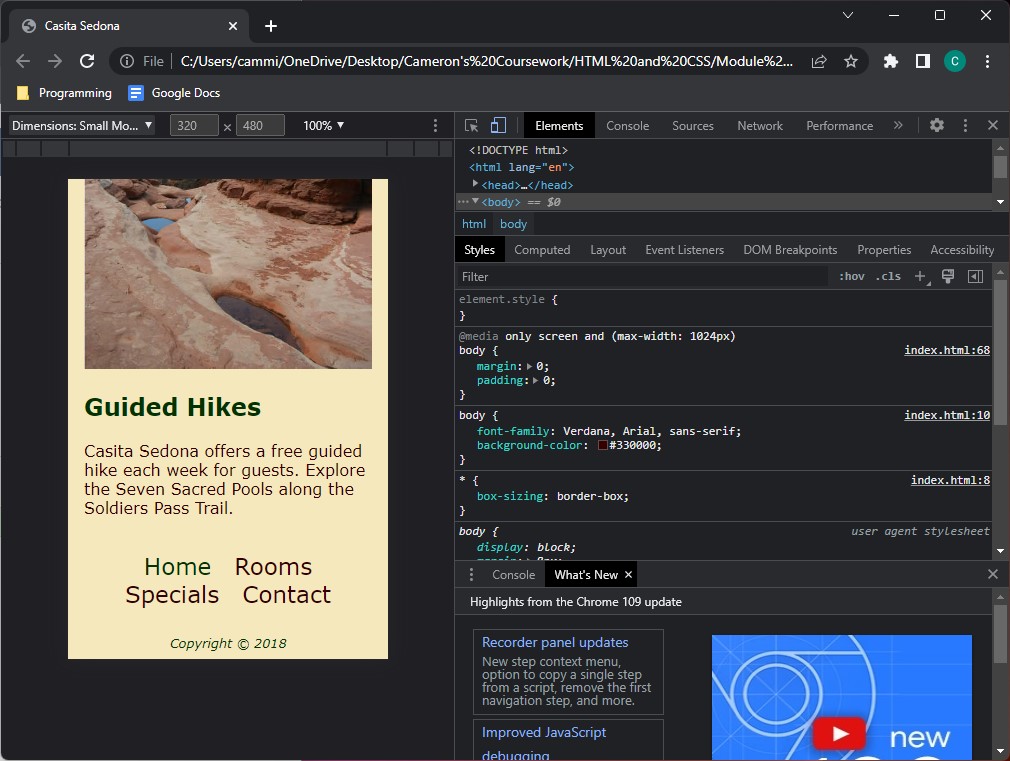 Casita Sedona
File
C:/Users/cammi/OneDrive/Desktop/Cameron's%20Coursework/HTML%20and%20CSS/Module%2...
C
Programming
Google Docs
Dimensions: Small Mo... ▼ 320 × 480 100% ▼
Elements Console Sources Network Performance »
<!DOCTYPE html>
<html lang="en">
<head>…</head>
<body> == $0
html body
Styles Computed Layout Event Listeners DOM Breakpoints Properties Accessibility
Filter :hov .cls
element.style {
}
@media only screen and (max-width: 1024px)
body { index.html:68
margin: 0;
padding: 0;
}
body { index.html:10
font-family: Verdana, Arial, sans-serif;
background-color: #330000;
}
* { index.html:8
box-sizing: border-box;
}
body { user agent stylesheet
display: block;
Console What's New
Highlights from the Chrome 109 update
Recorder panel updates
New step context menu,
option to copy a single step
from a script, remove the first
navigation step, and more.
Improved JavaScript
debugging
new
Guided Hikes
Casita Sedona offers a free guided
hike each week for guests. Explore
the Seven Sacred Pools along the
Soldiers Pass Trail.
Home Rooms
Specials Contact
Copyright © 2018